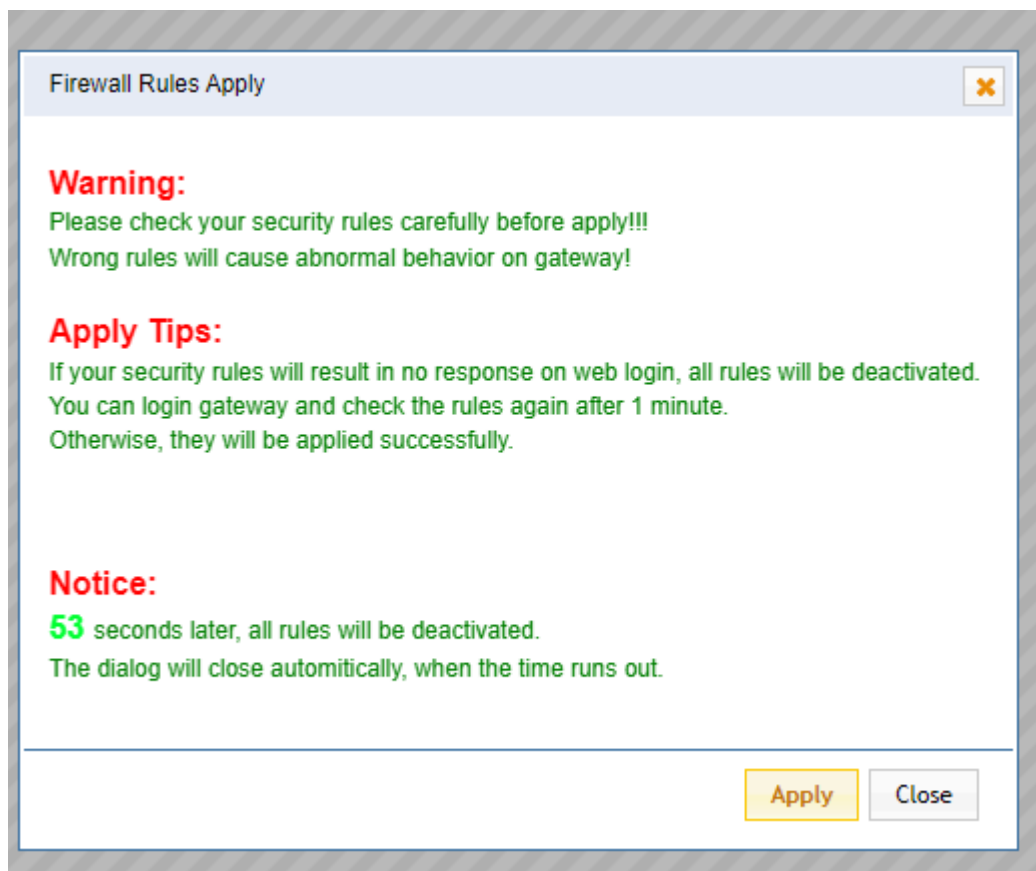 Firewall Rules Apply
Warning:
Please check your security rules carefully before apply!!!
Wrong rules will cause abnormal behavior on gateway!
Apply Tips:
If your security rules will result in no response on web login, all rules will be deactivated.
You can login gateway and check the rules again after 1 minute.
Otherwise, they will be applied successfully.
Notice:
53 seconds later, all rules will be deactivated.
The dialog will close automitically, when the time runs out.
Apply Close